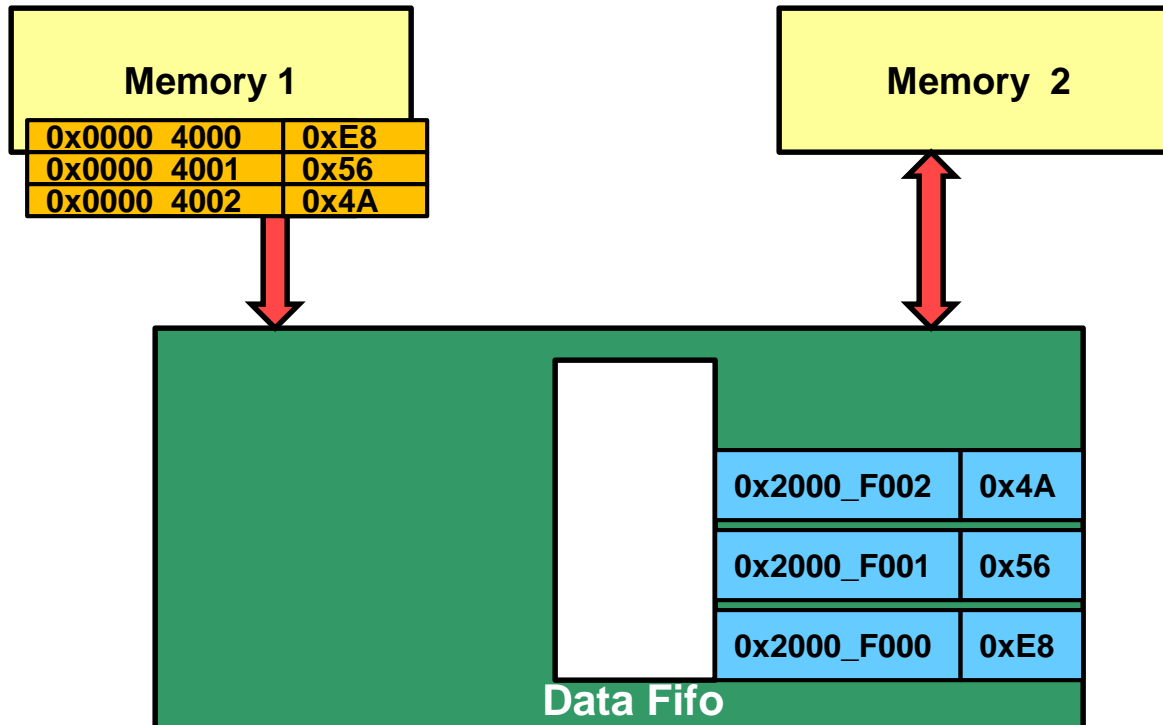 Memory 1
Memory 2
0x0000 4000 0xE8
0x0000 4001 0x56
0x0000 4002 0x4A
0x2000_F002 0x4A
0x2000_F001 0x56
0x2000_F000 0xE8
Data Fifo